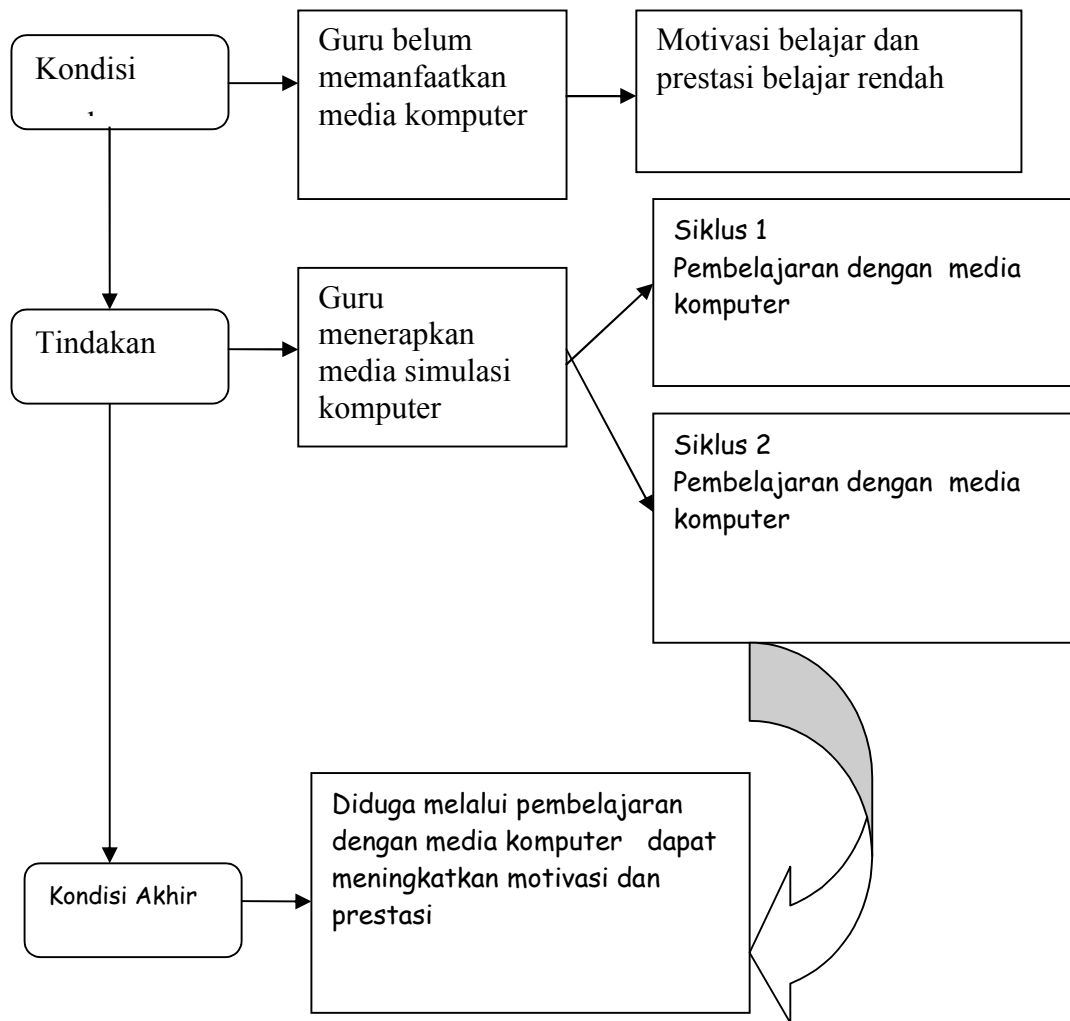 Kondisi
Guru belum
memanfaatkan
media komputer
Motivasi belajar dan
prestasi belajar rendah
Tindakan
Guru
menerapkan
media simulasi
komputer
Siklus 1
Pembelajaran dengan media
komputer
Siklus 2
Pembelajaran dengan media
komputer
Kondisi Akhir
Diduga melalui pembelajaran
dengan media komputer dapat
meningkatkan motivasi dan
prestasi